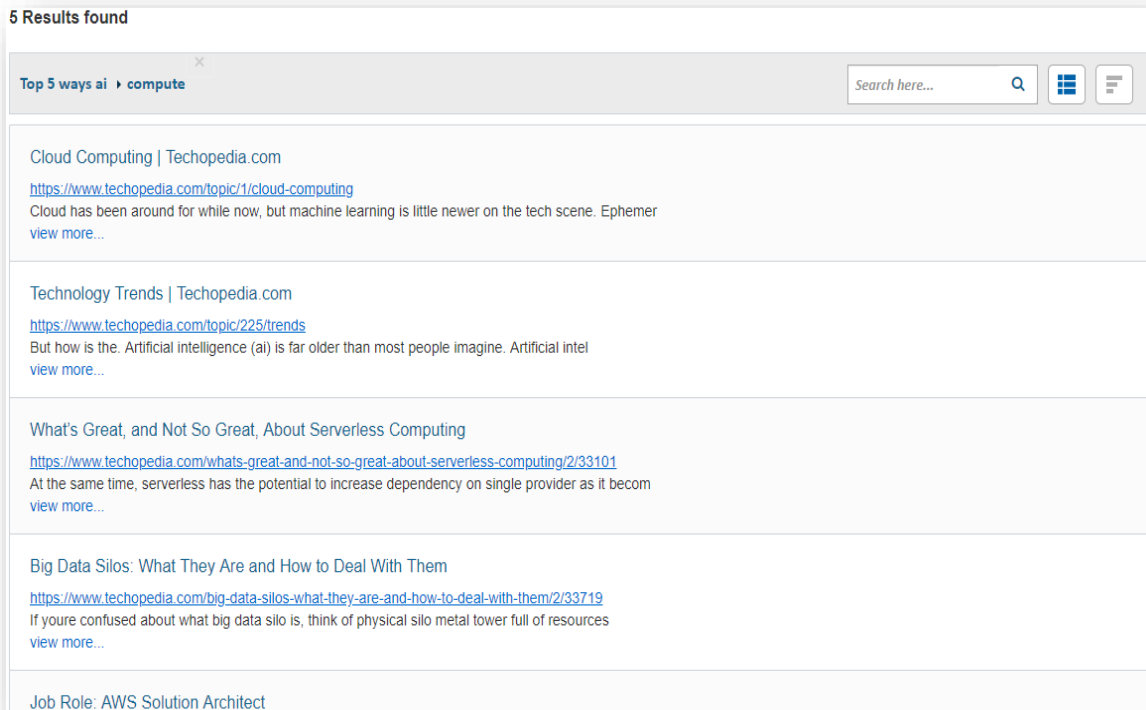 5 Results found
×
Top 5 ways ai ▸ compute
Search here...
Cloud Computing | Techopedia.com
https://www.techopedia.com/topic/1/cloud-computing
Cloud has been around for while now, but machine learning is little newer on the tech scene. Ephemer
view more...
Technology Trends | Techopedia.com
https://www.techopedia.com/topic/225/trends
But how is the. Artificial intelligence (ai) is far older than most people imagine. Artificial intel
view more...
What's Great, and Not So Great, About Serverless Computing
https://www.techopedia.com/whats-great-and-not-so-great-about-serverless-computing/2/33101
At the same time, serverless has the potential to increase dependency on single provider as it becom
view more...
Big Data Silos: What They Are and How to Deal With Them
https://www.techopedia.com/big-data-silos-what-they-are-and-how-to-deal-with-them/2/33719
If youre confused about what big data silo is, think of physical silo metal tower full of resources
view more...
Job Role: AWS Solution Architect